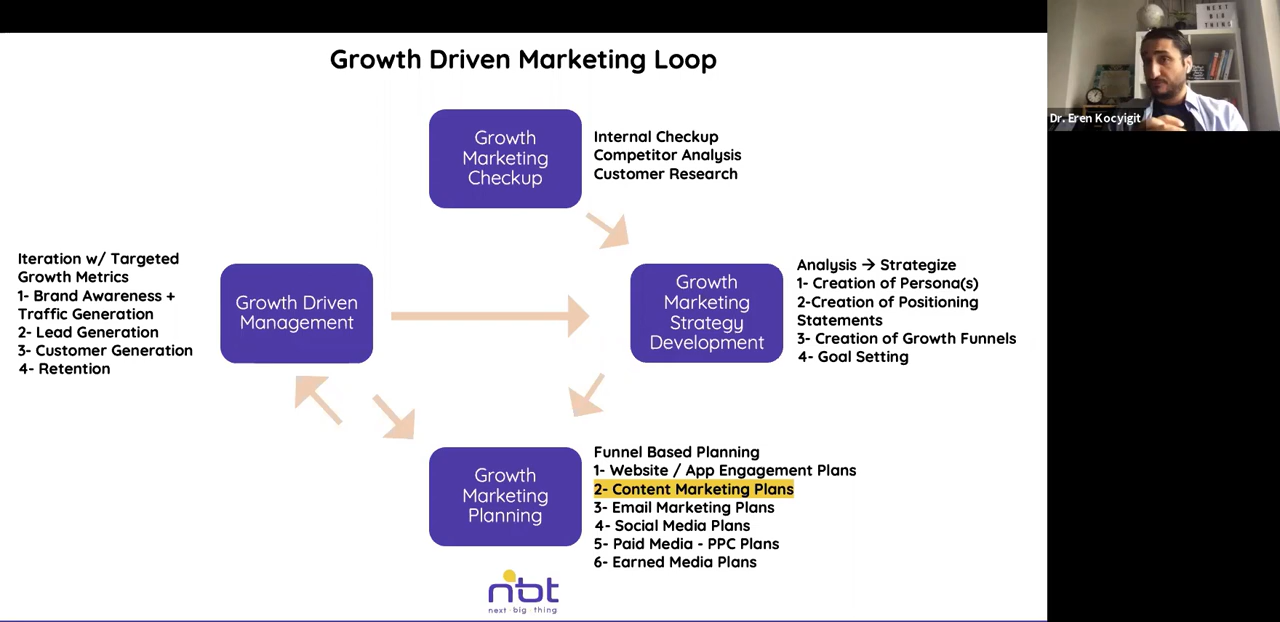 Growth Driven Marketing Loop
Growth
Marketing
Checkup
Internal Checkup
Competitor Analysis
Customer Research
Iteration w/ Targeted
Growth Metrics
1- Brand Awareness +
Traffic Generation
2- Lead Generation
3- Customer Generation
4- Retention
Growth Driven
Management
Growth
Marketing
Strategy
Development
Analysis → Strategize
1- Creation of Persona(s)
2-Creation of Positioning
Statements
3- Creation of Growth Funnels
4- Goal Setting
Growth
Marketing
Planning
Funnel Based Planning
1- Website / App Engagement Plans
2- Content Marketing Plans
3- Email Marketing Plans
4- Social Media Plans
5- Paid Media - PPC Plans
6- Earned Media Plans
nbt
next · big · thing
NEXT
BIG
THING
Dr. Eren Kocyigit